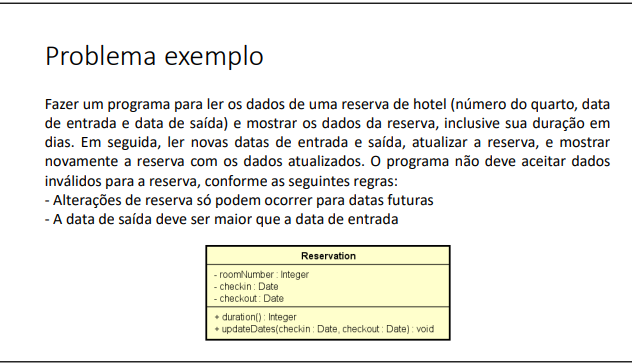 Problema exemplo
Fazer um programa para ler os dados de uma reserva de hotel (número do quarto, data
de entrada e data de saída) e mostrar os dados da reserva, inclusive sua duração em
dias. Em seguida, ler novas datas de entrada e saída, atualizar a reserva, e mostrar
novamente a reserva com os dados atualizados. O programa não deve aceitar dados
inválidos para a reserva, conforme as seguintes regras:
- Alterações de reserva só podem ocorrer para datas futuras
- A data de saída deve ser maior que a data de entrada
Reservation
- roomNumber : Integer
- checkin : Date
- checkout : Date
+ duration() : Integer
+ updateDates(checkin : Date, checkout : Date) : void